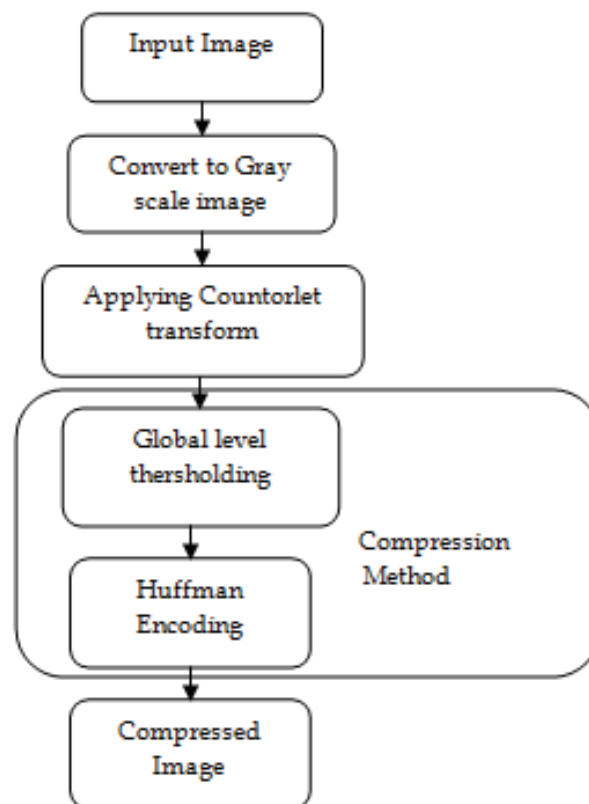 Input Image
Convert to Gray
scale image
Applying Countorlet
transform
Global level
thersholding
Compression
Method
Huffman
Encoding
Compressed
Image